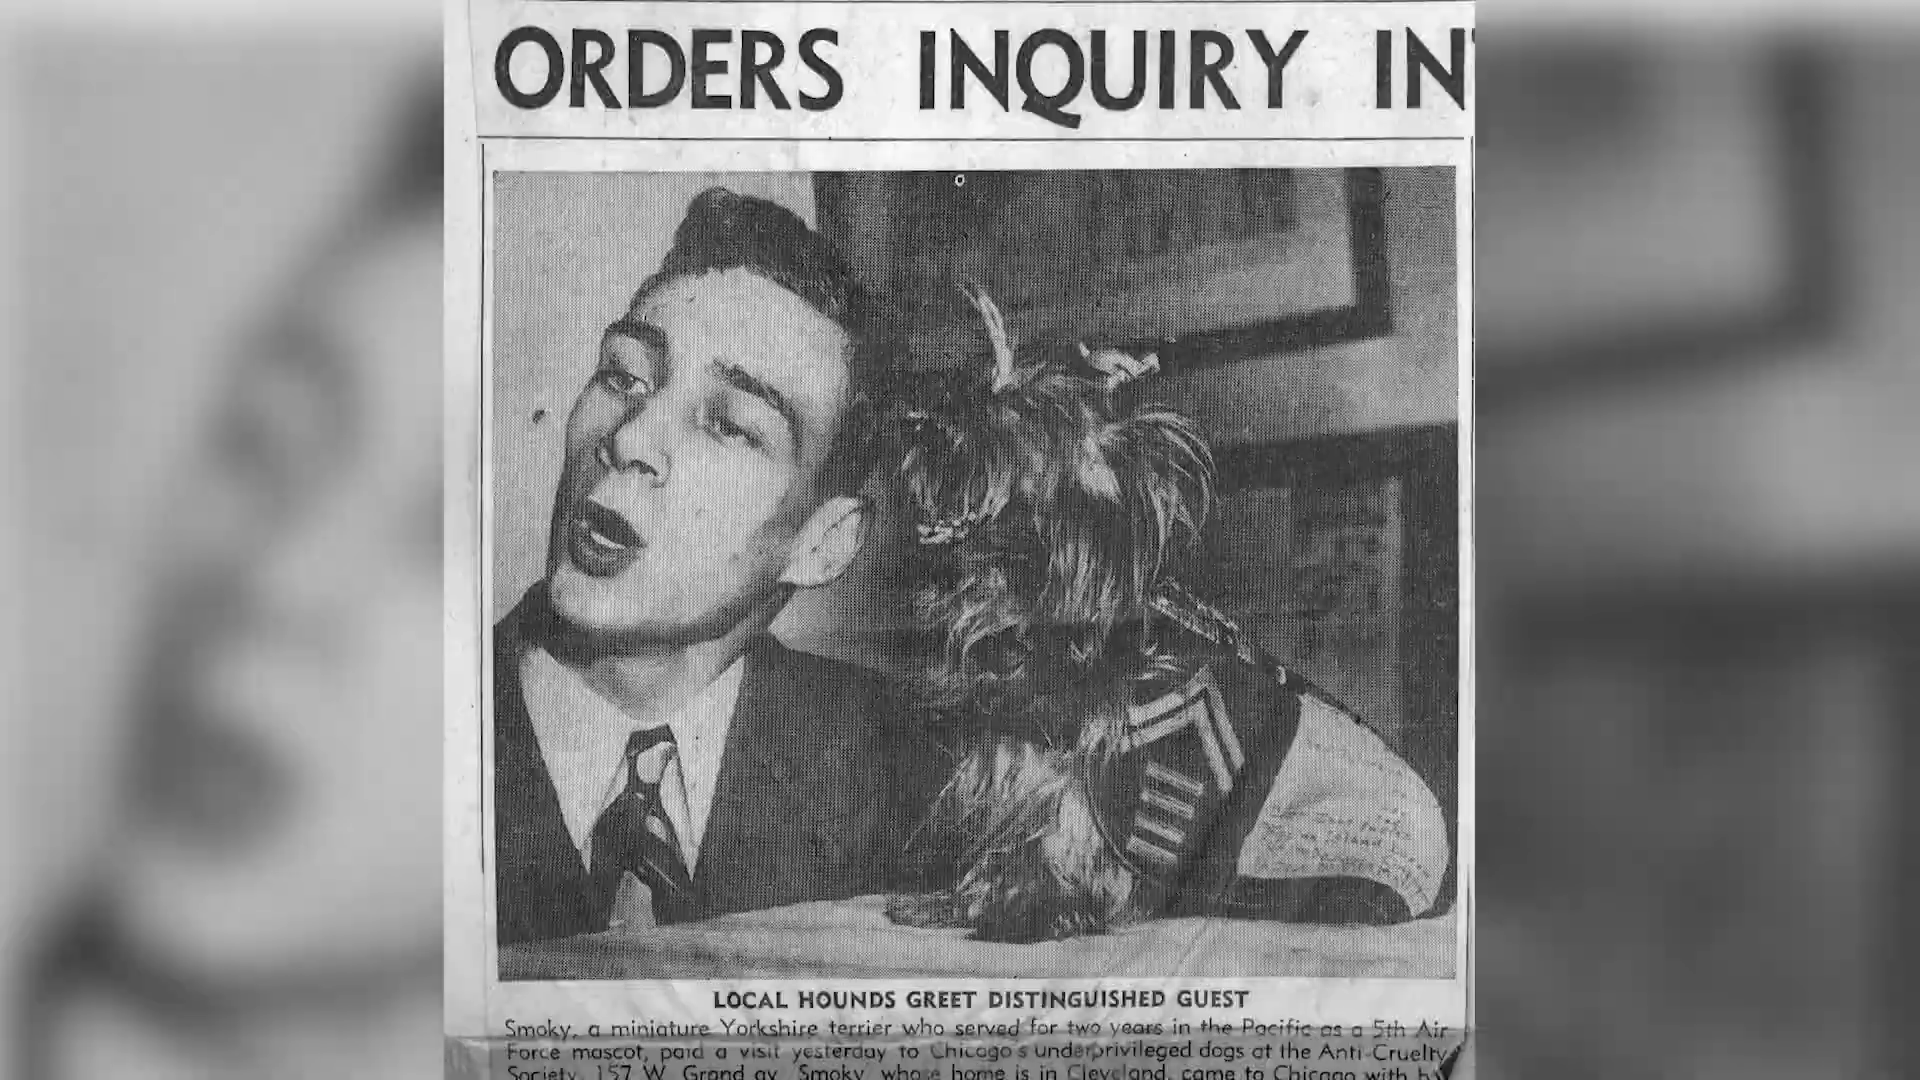 ORDERS INQUIRY IN
LOCAL HOUNDS GREET DISTINGUISHED GUEST
Smoky, a miniature Yorkshire terrier who served for two years in the Pacific as a 5th Air
Force mascot, paid a visit yesterday to Chicago's underprivileged dogs at the Anti-Cruelty
Society, 157 W. Grand av. Smoky whose home is in Cleveland, came to Chicago with